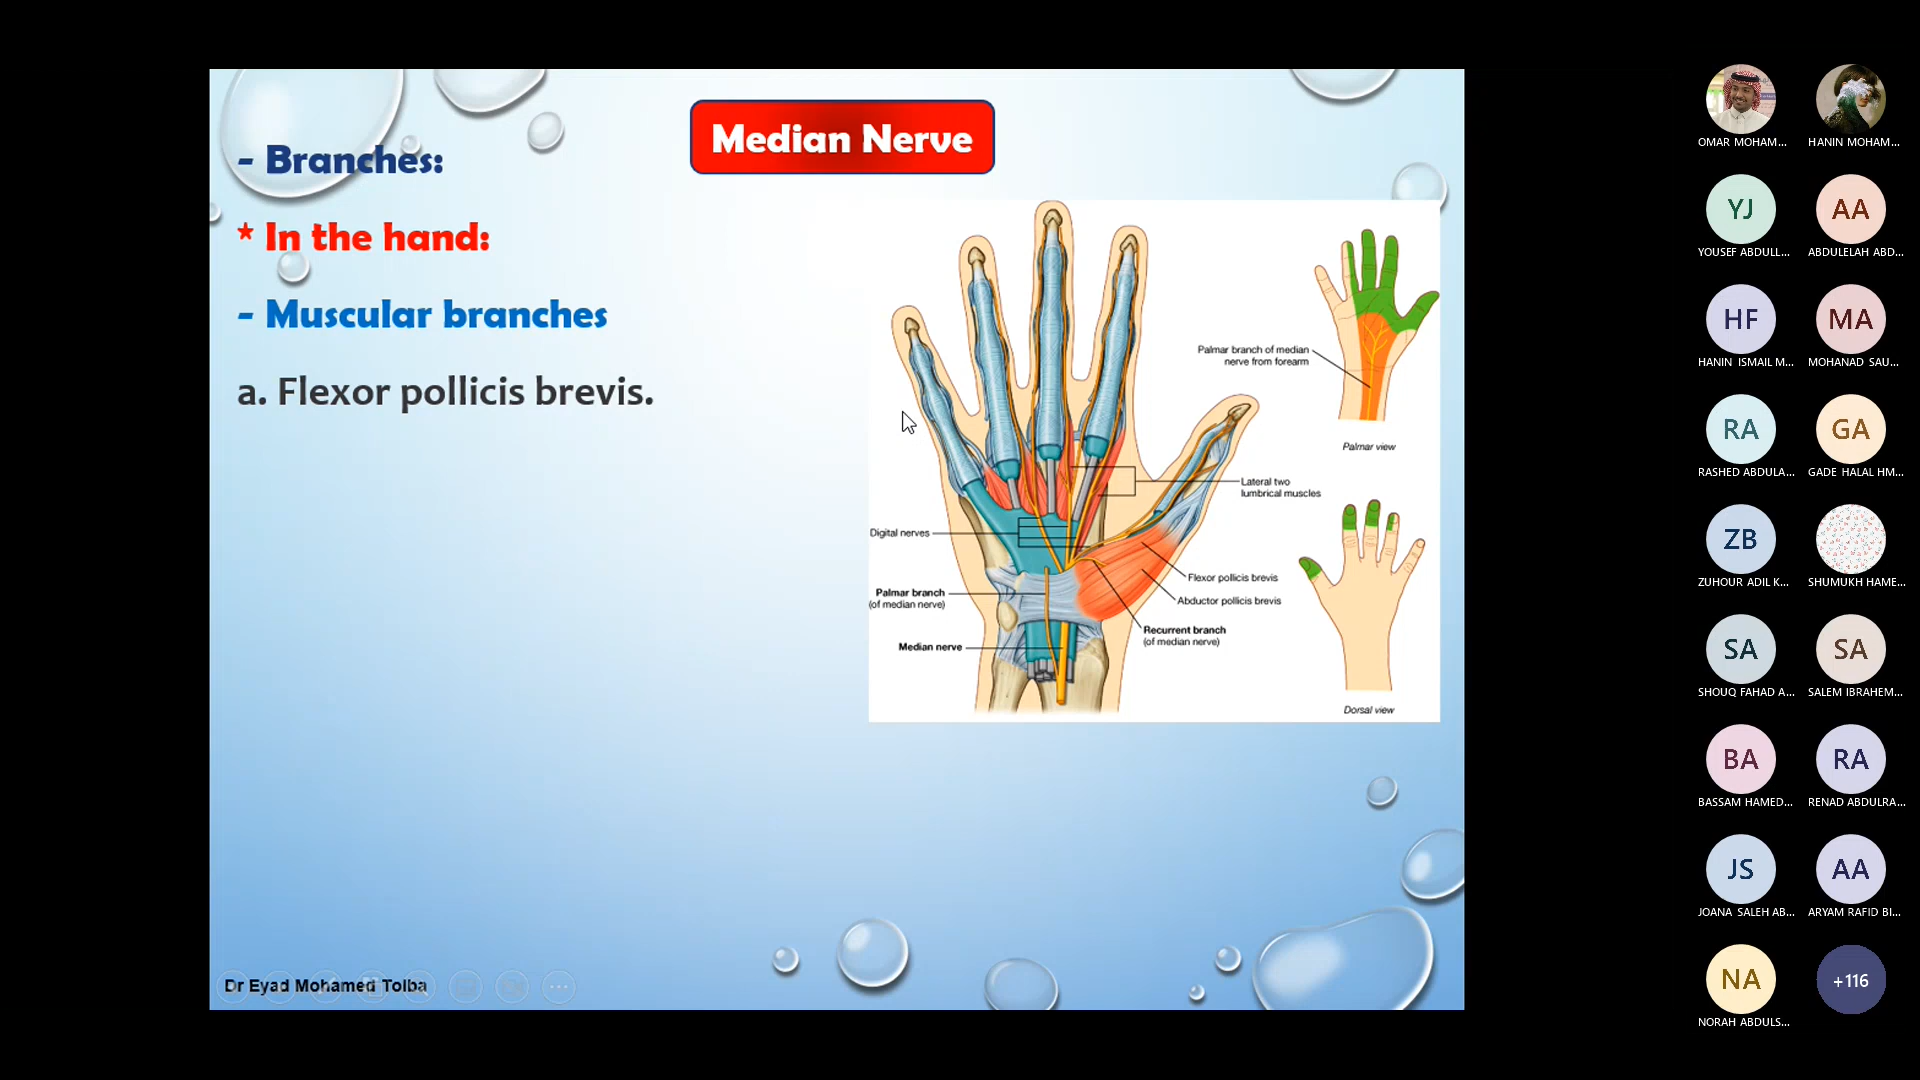 Median Nerve
- Branches:
* In the hand:
- Muscular branches
a. Flexor pollicis brevis.
Palmar branch of median
nerve from forearm
Palmar view
Lateral two
lumbrical muscles
Digital nerves
Flexor pollicis brevis
Palmar branch
(of median nerve)
Abductor pollicis brevis
Recurrent branch
(of median nerve)
Median nerve
Dorsal view
Dr Eyad Mohamed Tolba
OMAR MOHAM...
HANIN MOHAM...
YJ
AA
YOUSEF ABDULL...
ABDULELAH ABD...
HF
MA
HANIN ISMAIL M...
MOHANAD SAU...
RA
GA
RASHED ABDULA...
GADE HALAL HM...
ZB
ZUHOUR ADIL K...
SHUMUKH HAME...
SA
SA
SHOUQ FAHAD A...
SALEM IBRAHEM...
BA
RA
BASSAM HAMED...
RENAD ABDULRA...
JS
AA
JOANA SALEH AB...
ARYAM RAFID BI...
NA
+116
NORAH ABDULS...